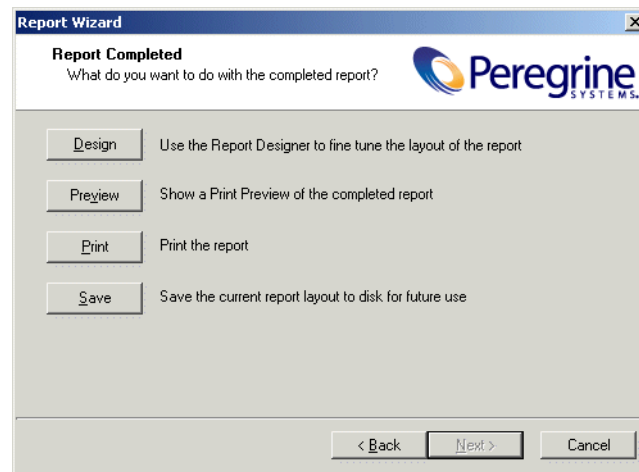 Report Wizard
Report Completed
What do you want to do with the completed report?
Peregrine
SYSTEMS
Design
Use the Report Designer to fine tune the layout of the report
Preview
Show a Print Preview of the completed report
Print
Print the report
Save
Save the current report layout to disk for future use
< Back
Next >
Cancel